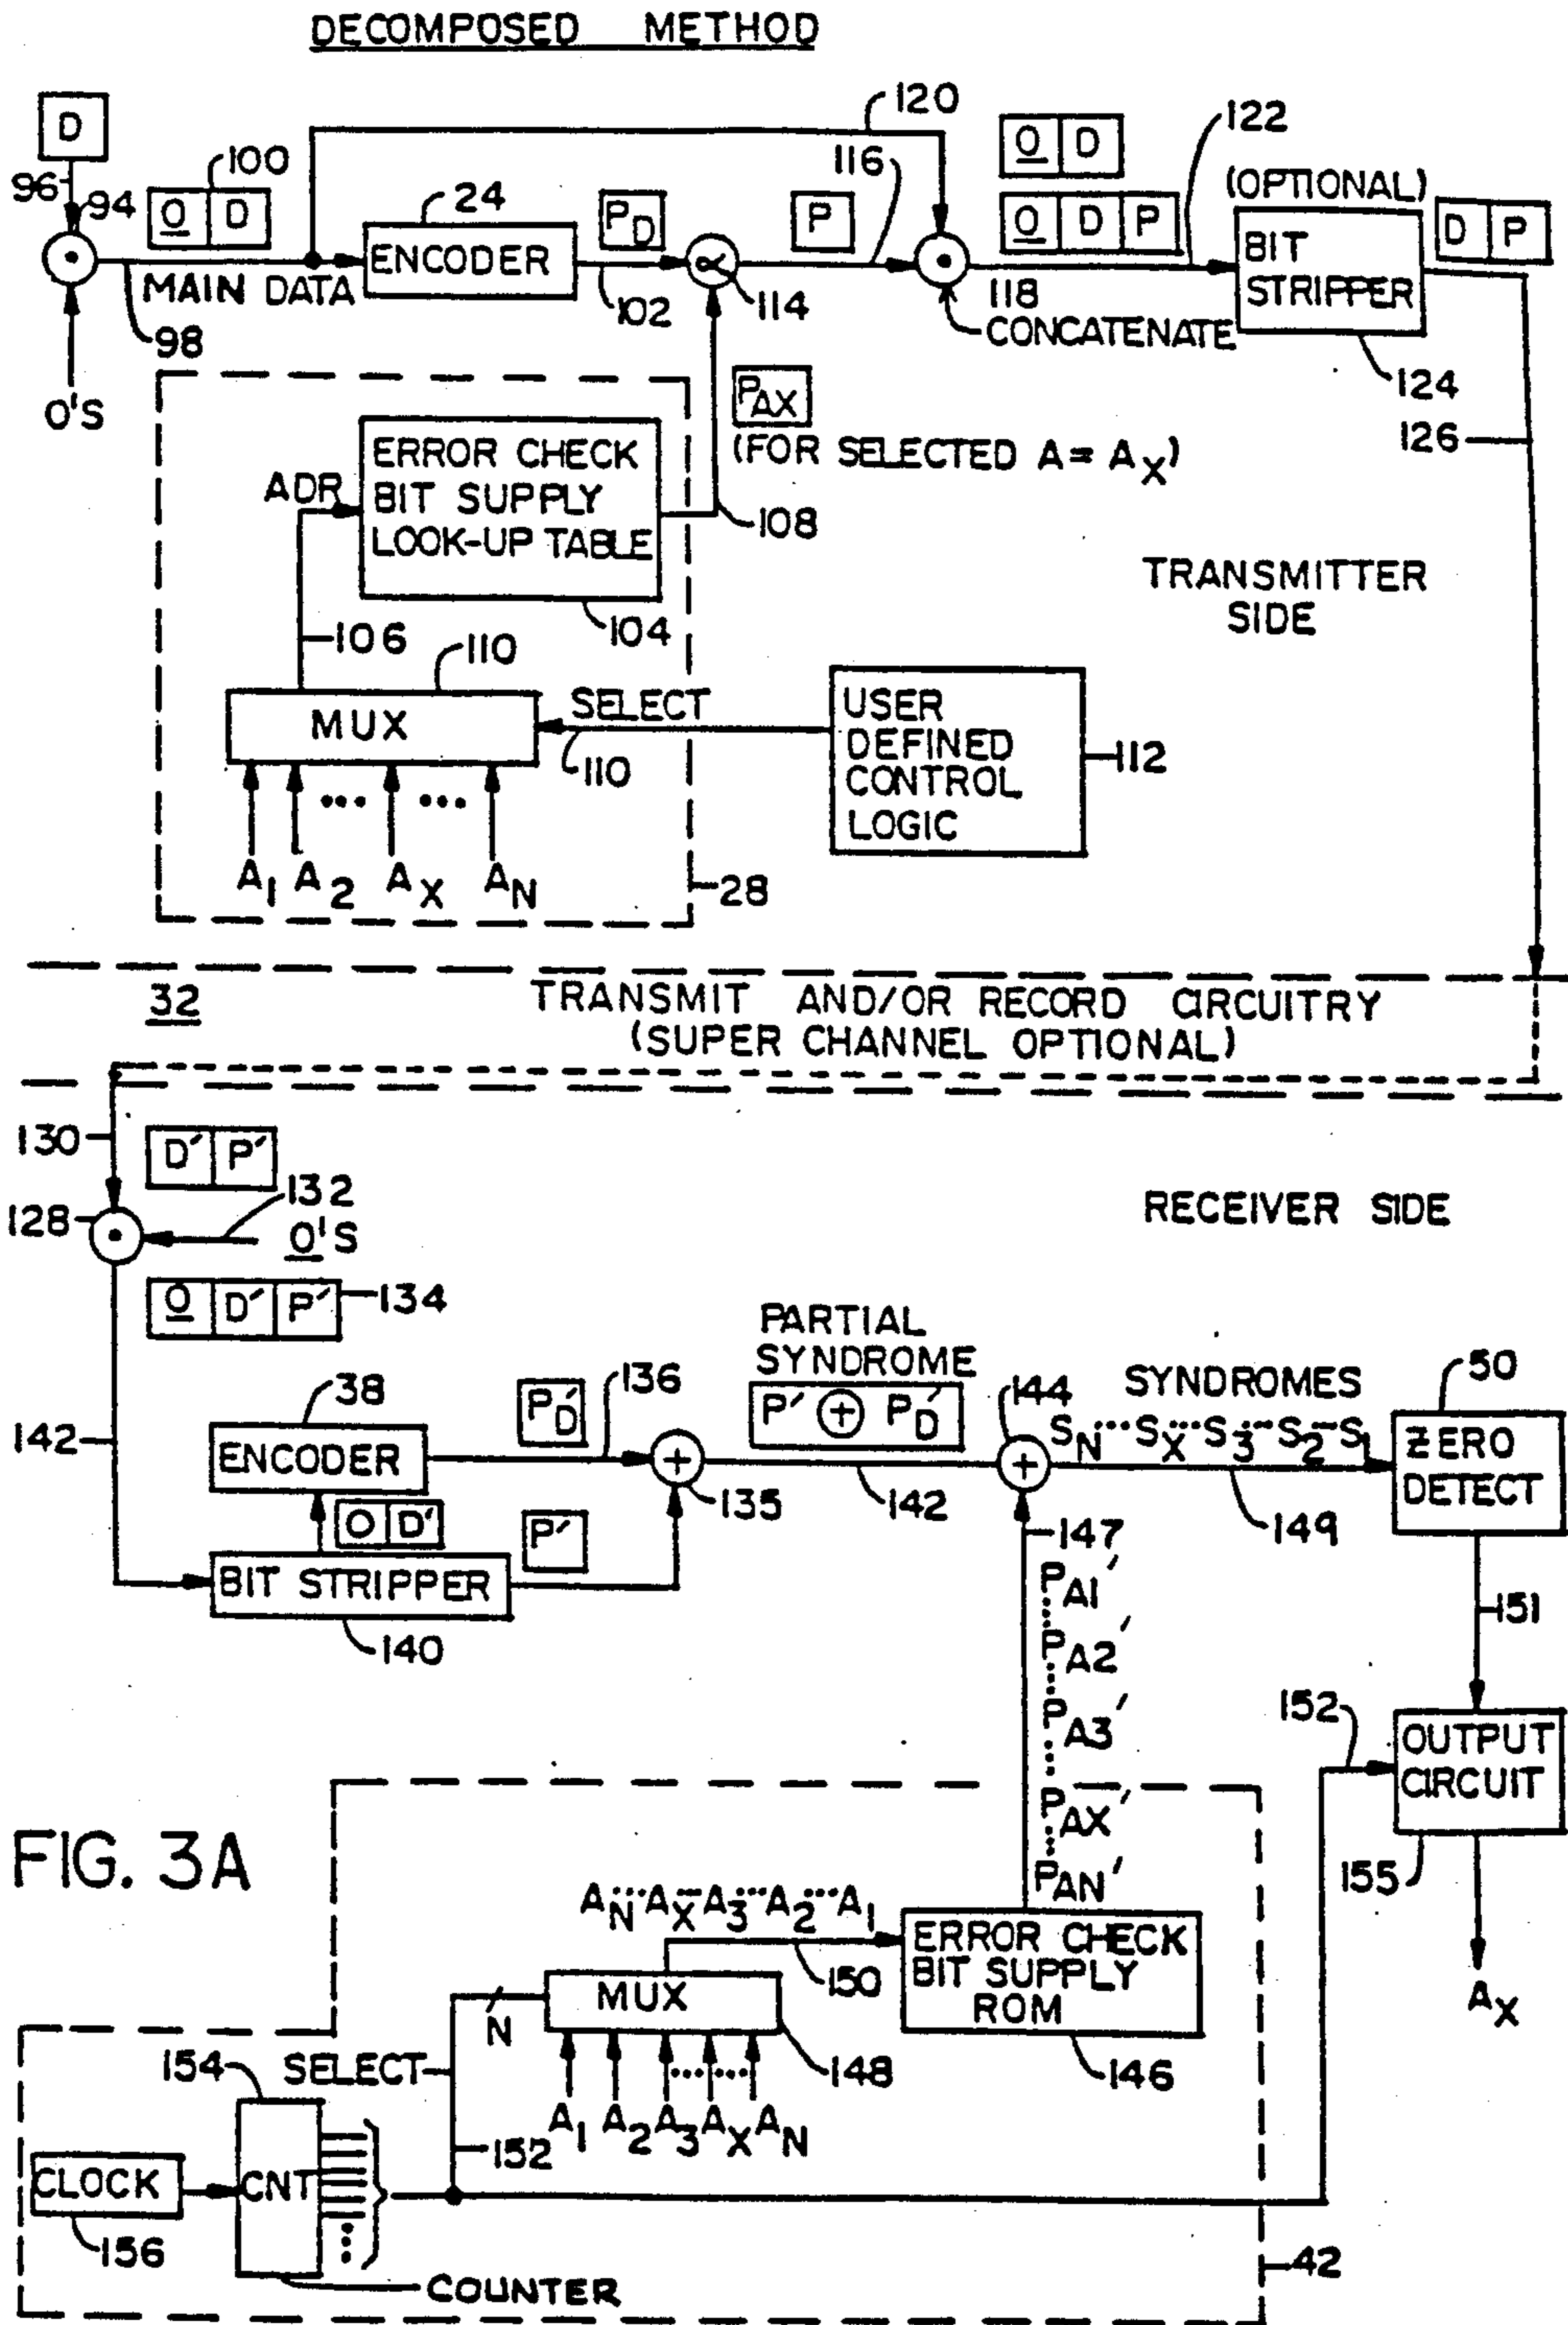 DECOMPOSED METHOD
D
96
94
O'S
98
MAIN DATA
0 D
100
24
ENCODER
P_D
102
∝
114
P
116
120
0 D
0 D P
118
CONCATENATE
122
(OPTIONAL)
BIT
STRIPPER
124
D P
126
P_AX
(FOR SELECTED A = A_X)
108
ADR
ERROR CHECK
BIT SUPPLY
LOOK-UP TABLE
104
106
110
MUX
SELECT
110
USER
DEFINED
CONTROL
LOGIC
112
A_1 A_2 ... A_X ... A_N
28
TRANSMITTER
SIDE
32
TRANSMIT AND/OR RECORD CIRCUITRY
(SUPER CHANNEL OPTIONAL)
130
D' P'
132
128
0'S
0 D' P'
134
RECEIVER SIDE
142
38
ENCODER
P_D'
136
0 D'
P'
BIT STRIPPER
140
+
135
PARTIAL
SYNDROME
P' ⊕ P_D'
142
144
+
SYNDROMES
S_N...S_X...S_3...S_2–S_1
149
50
ZERO
DETECT
151
147
P_A1'
P_A2'
P_A3'
P_AX'
P_AN'
152
OUTPUT
CIRCUIT
155
A_X
FIG. 3A
A_N...A_X–A_3...A_2...A_1
150
ERROR CHECK
BIT SUPPLY
ROM
146
MUX
148
N
SELECT
152
A_1 A_2 A_3 ... A_X ... A_N
154
CLOCK
156
CNT
COUNTER
42